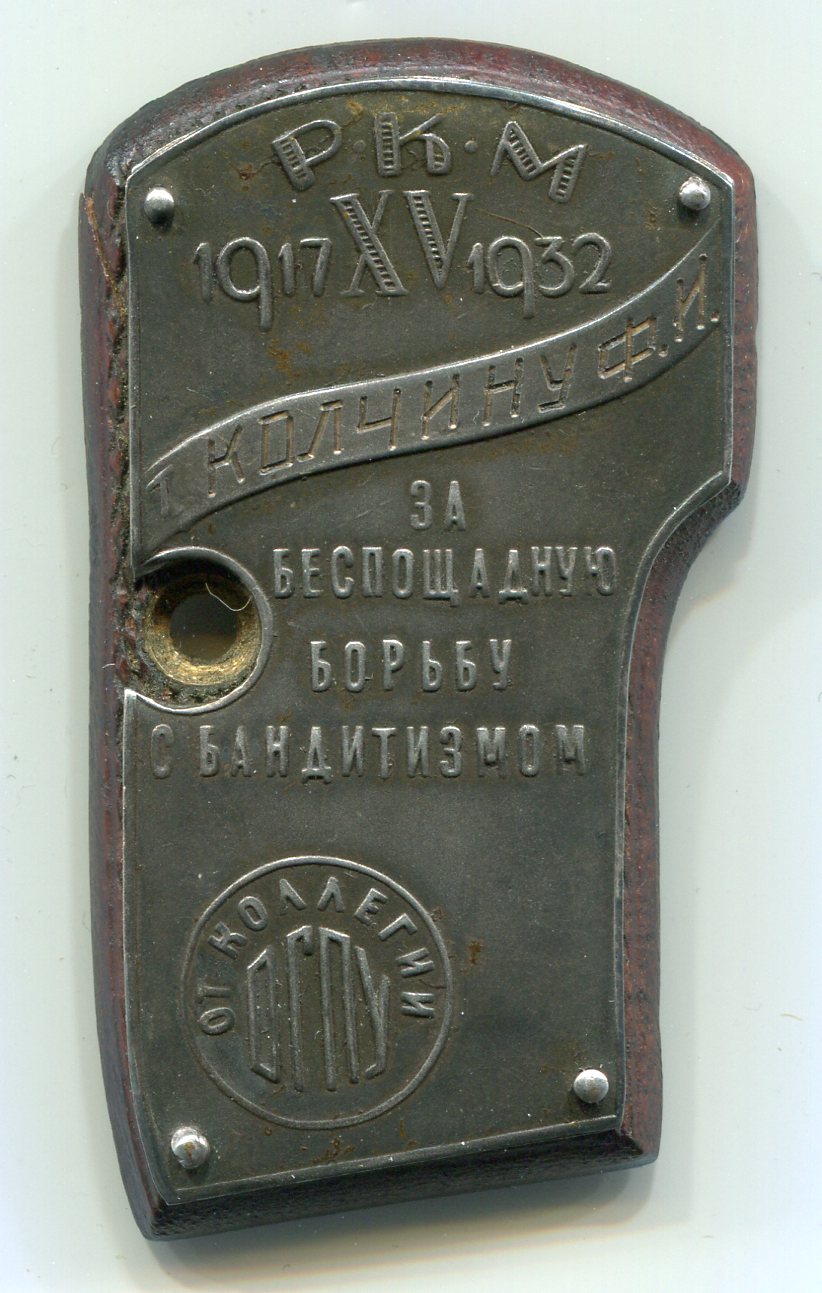 Р·К·М
1917 XV 1932
т. КОЛЧИНУ Ф.И.
ЗА
БЕСПОЩАДНУЮ
БОРЬБУ
С БАНДИТИЗМОМ
ОТ КОЛЛЕГИИ
ОГПУ